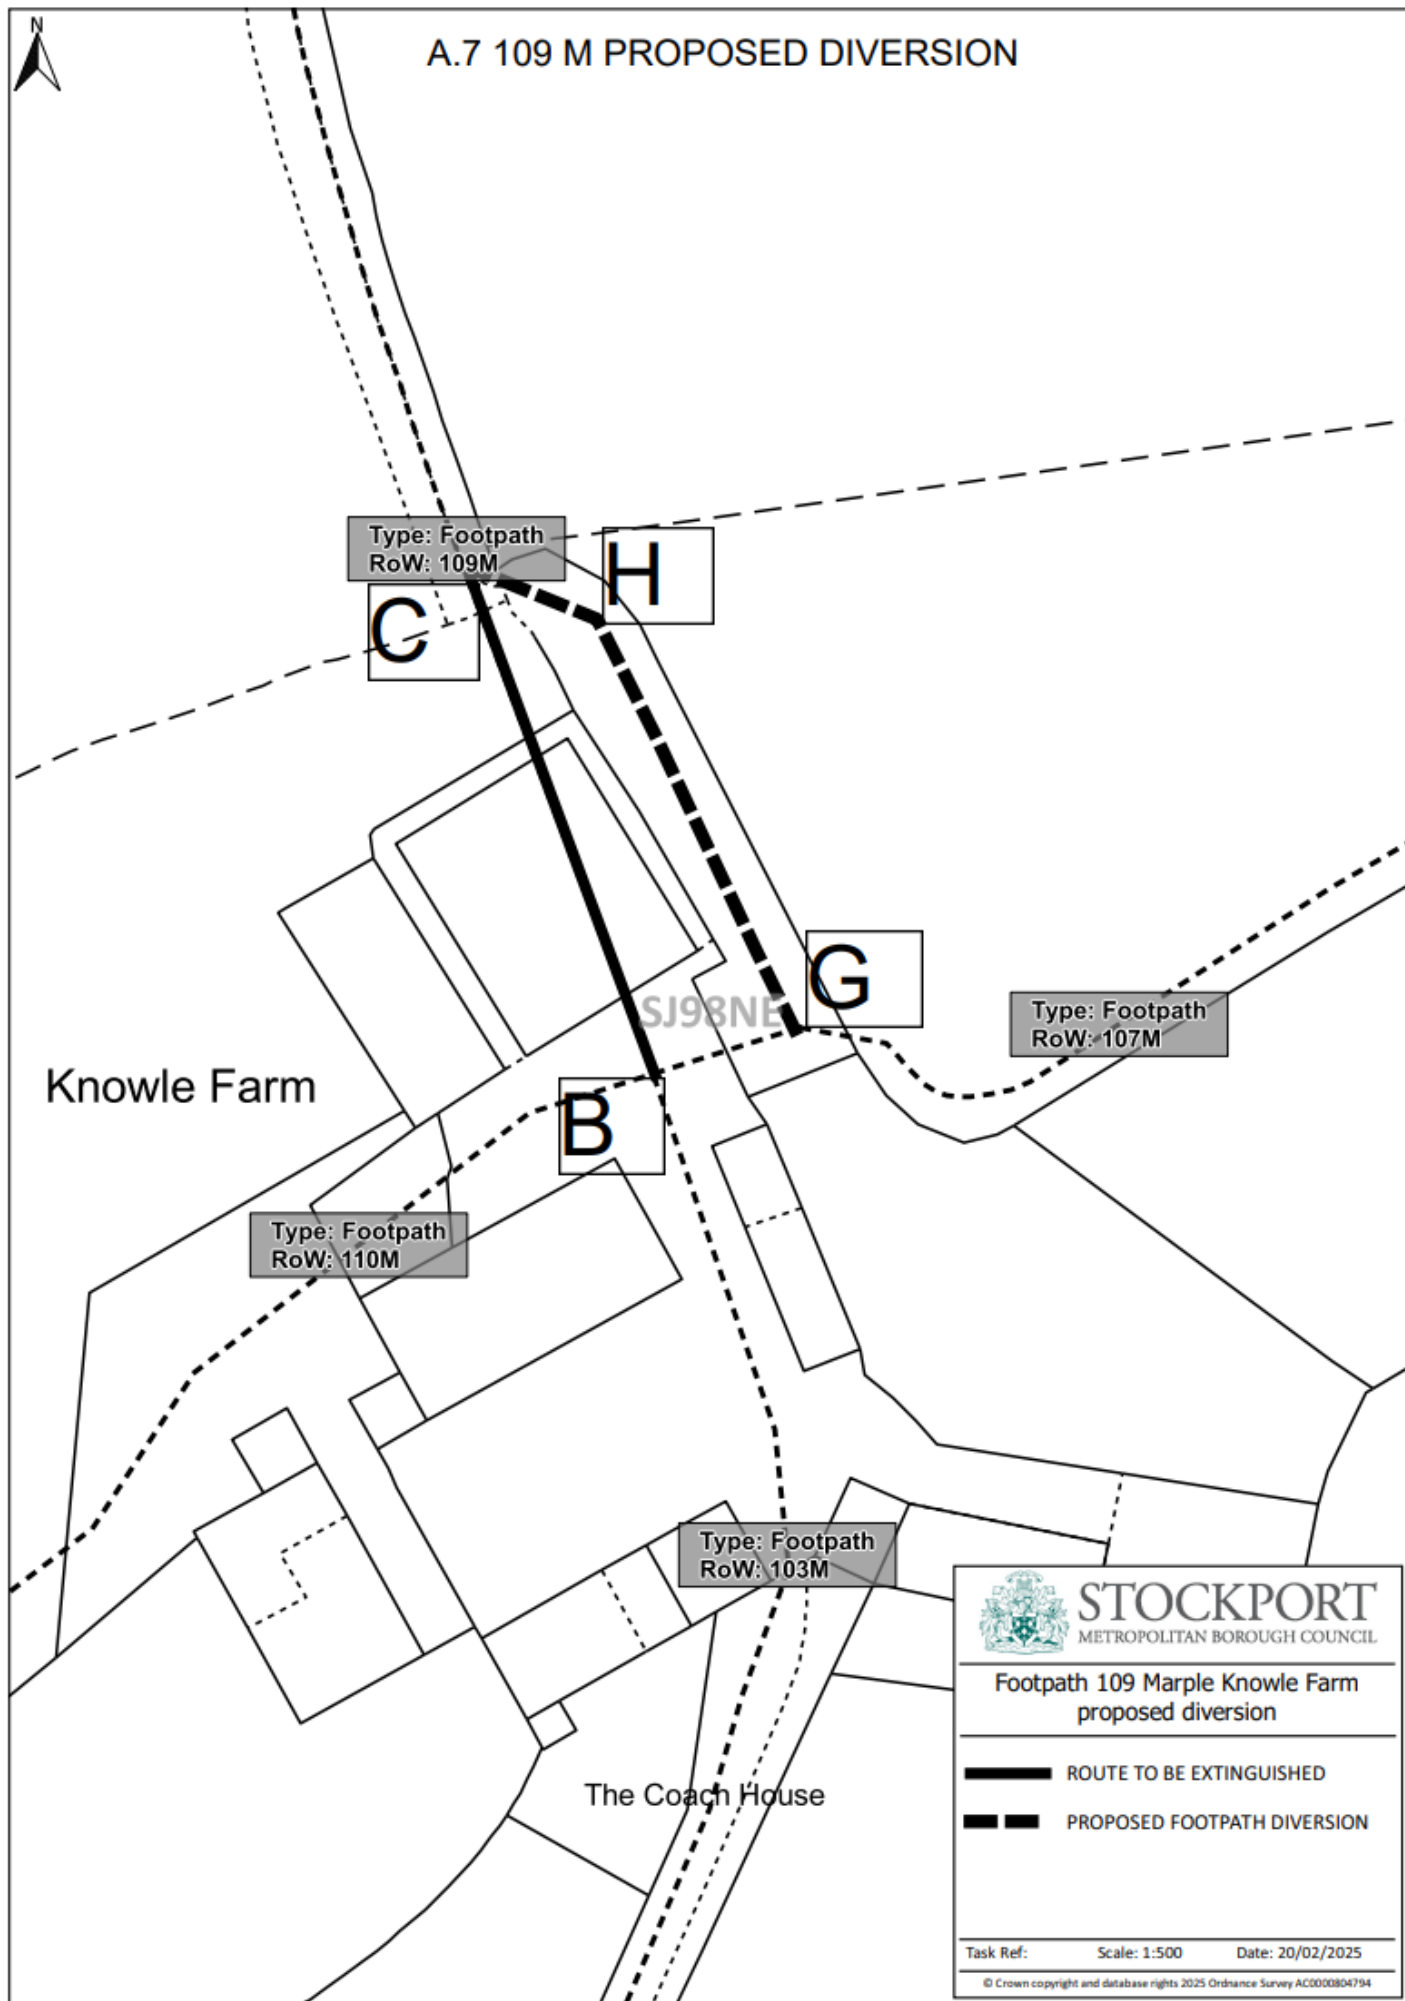 N
A.7 109 M PROPOSED DIVERSION
Type: Footpath
RoW: 109M
H
C
G
SJ98NE
Type: Footpath
RoW: 107M
Knowle Farm
B
Type: Footpath
RoW: 110M
Type: Footpath
RoW: 103M
The Coach House
STOCKPORT
METROPOLITAN BOROUGH COUNCIL
Footpath 109 Marple Knowle Farm
proposed diversion
ROUTE TO BE EXTINGUISHED
PROPOSED FOOTPATH DIVERSION
Task Ref: Scale: 1:500 Date: 20/02/2025
© Crown copyright and database rights 2025 Ordnance Survey AC0000804794